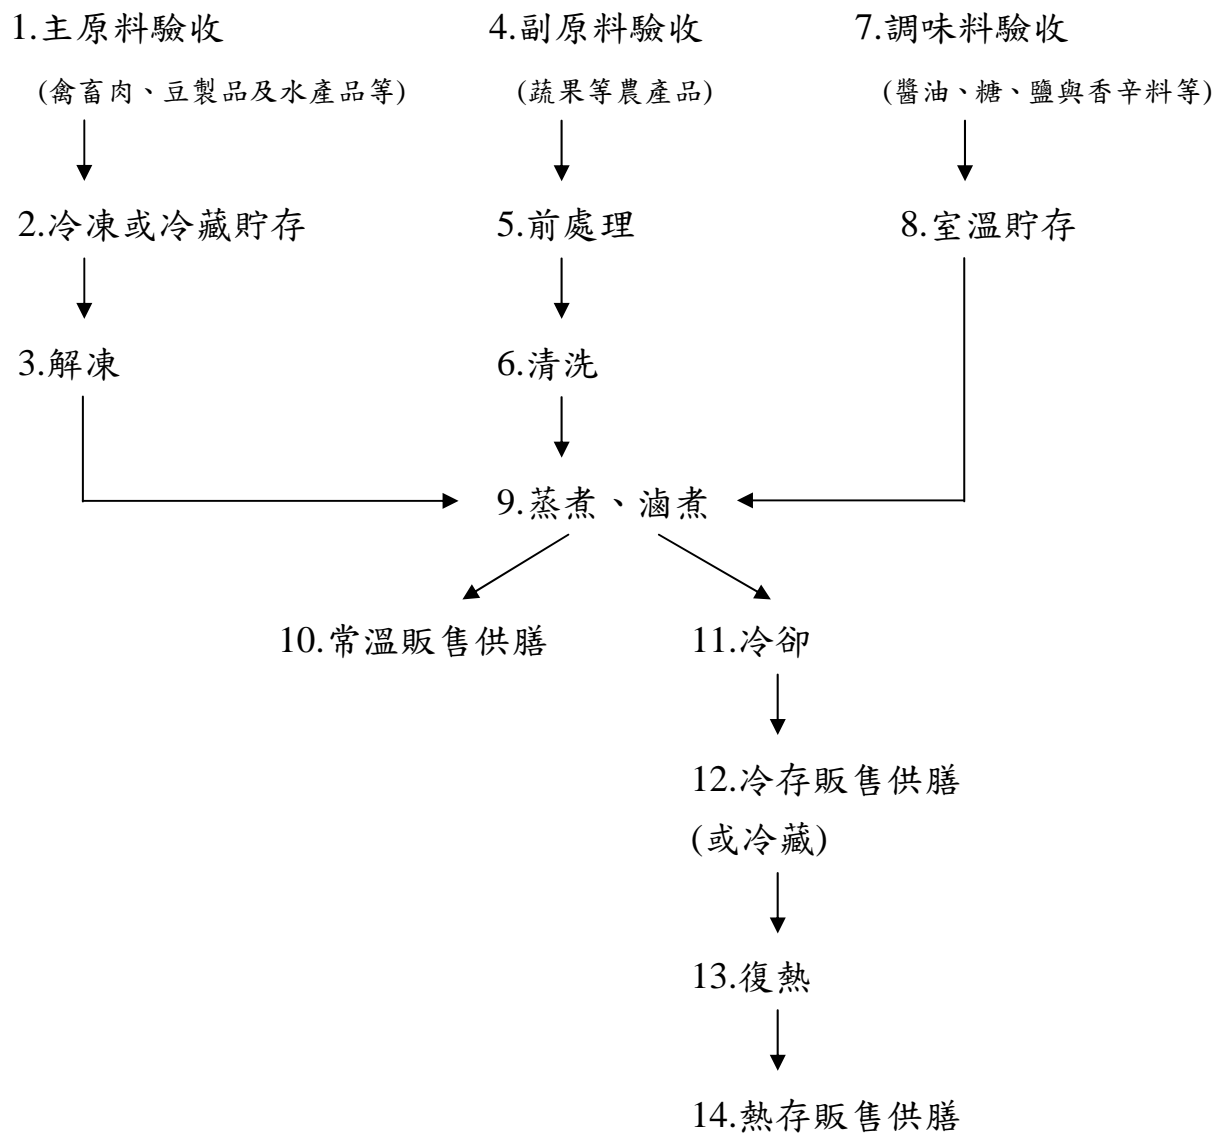 1.主原料驗收
4.副原料驗收
7.調味料驗收
(禽畜肉、豆製品及水產品等)
(蔬果等農產品)
(醬油、糖、鹽與香辛料等)
2.冷凍或冷藏貯存
5.前處理
8.室溫貯存
3.解凍
6.清洗
9.蒸煮、滷煮
10.常溫販售供膳
11.冷卻
12.冷存販售供膳
(或冷藏)
13.復熱
14.熱存販售供膳